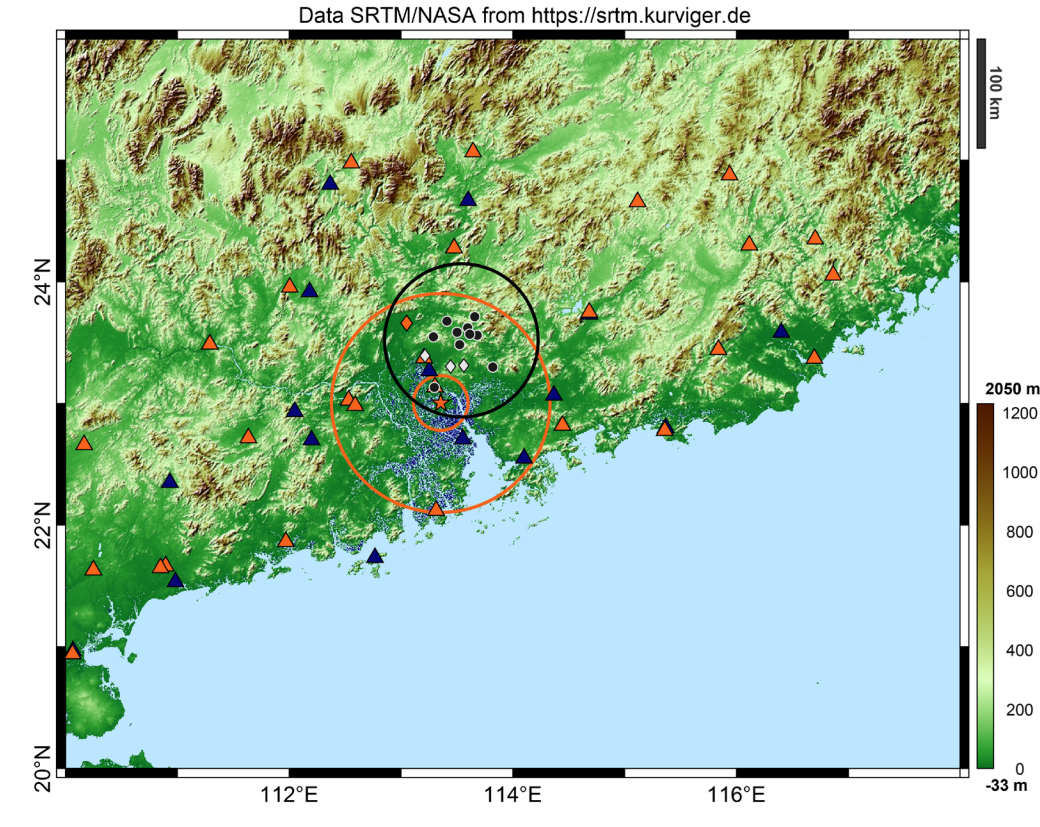 Data SRTM/NASA from https://srtm.kurviger.de
100 km
24°N
22°N
20°N
112°E
114°E
116°E
2050 m
1200
1000
800
600
400
200
0
-33 m